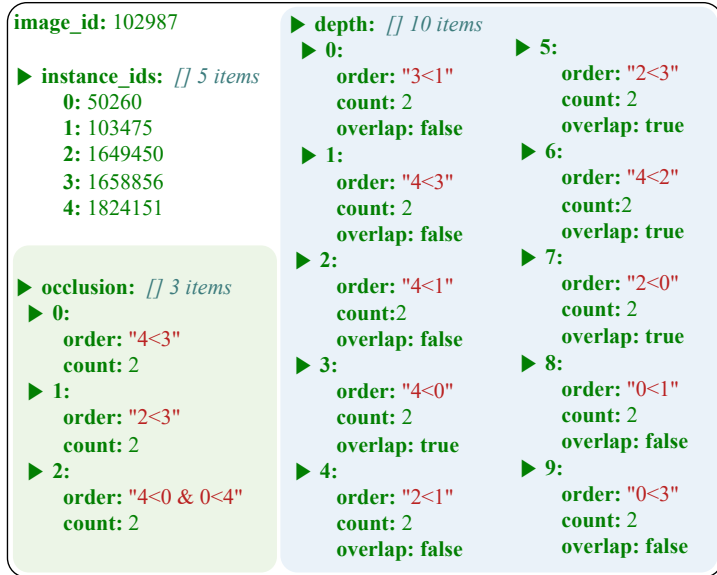 image_id: 102987
▶ instance_ids: [] 5 items
0: 50260
1: 103475
2: 1649450
3: 1658856
4: 1824151
▶ occlusion: [] 3 items
▶ 0:
order: "4<3"
count: 2
▶ 1:
order: "2<3"
count: 2
▶ 2:
order: "4<0 & 0<4"
count: 2
▶ depth: [] 10 items
▶ 0:
order: "3<1"
count: 2
overlap: false
▶ 1:
order: "4<3"
count: 2
overlap: false
▶ 2:
order: "4<1"
count:2
overlap: false
▶ 3:
order: "4<0"
count: 2
overlap: true
▶ 4:
order: "2<1"
count: 2
overlap: false
▶ 5:
order: "2<3"
count: 2
overlap: true
▶ 6:
order: "4<2"
count:2
overlap: true
▶ 7:
order: "2<0"
count: 2
overlap: true
▶ 8:
order: "0<1"
count: 2
overlap: false
▶ 9:
order: "0<3"
count: 2
overlap: false